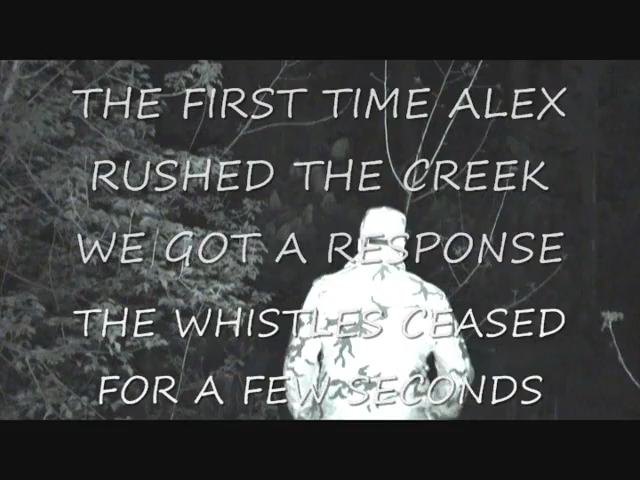 THE FIRST TIME ALEX
RUSHED THE CREEK
WE GOT A RESPONSE
THE WHISTLES CEASED
FOR A FEW SECONDS